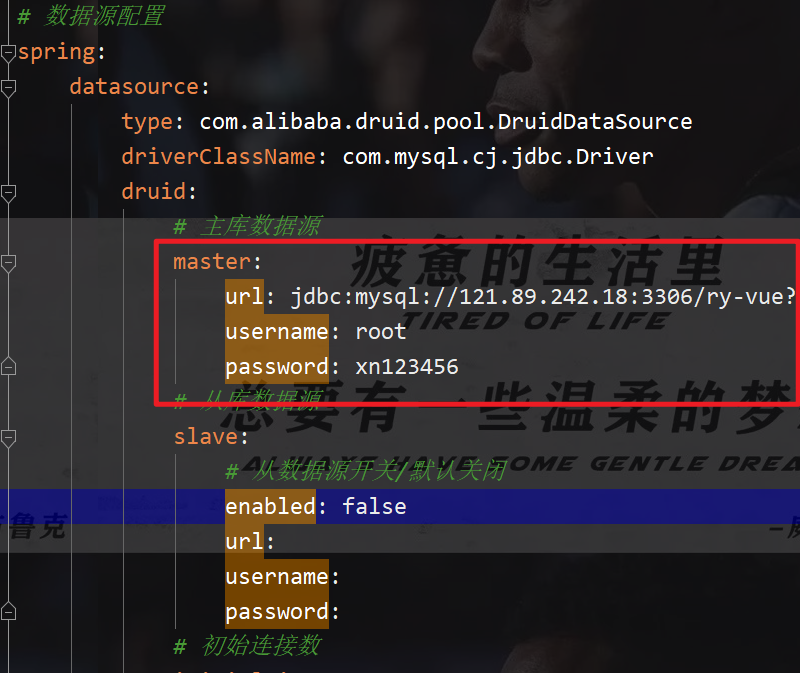 # 数据源配置
spring:
datasource:
type: com.alibaba.druid.pool.DruidDataSource
driverClassName: com.mysql.cj.jdbc.Driver
druid:
# 主库数据源
疲惫的生活里
master:
url: jdbc:mysql://121.89.242.18:3306/ry-vue?
TIRED OF LIFE
username: root
password: xn123456
# 从库数据源
总要有一些温柔的梦
slave:
ALWAYS HAVE SOME GENTLE DREA
# 从数据源开关/默认关闭
enabled: false
鲁克
url:
username:
password:
# 初始连接数